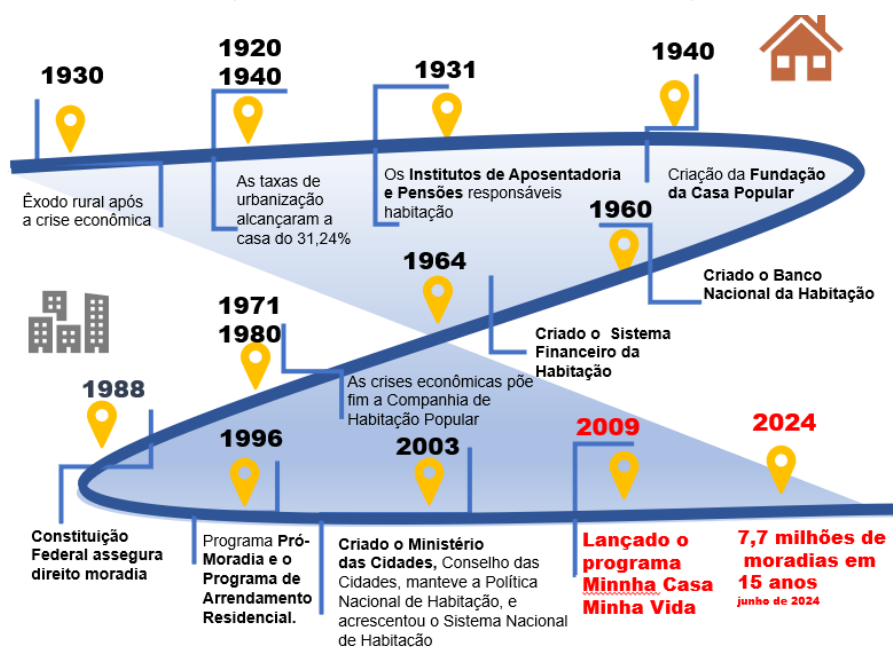 1930
Êxodo rural após
a crise econômica
1920
1940
As taxas de
urbanização
alcançaram a
casa do 31,24%
1931
Os Institutos de Aposentadoria
e Pensões responsáveis
habitação
1940
Criação da Fundação
da Casa Popular
1960
Criado o Banco
Nacional da Habitação
1964
Criado o Sistema
Financeiro da
Habitação
1971
1980
As crises econômicas põe
fim a Companhia de
Habitação Popular
1988
Constituição
Federal assegura
direito moradia
1996
Programa Pró-
Moradia e o
Programa de
Arrendamento
Residencial.
2003
Criado o Ministério
das Cidades, Conselho das
Cidades, manteve a Política
Nacional de Habitação, e
acrescentou o Sistema Nacional
de Habitação
2009
Lançado o
programa
Minnha Casa
Minha Vida
2024
7,7 milhões de
moradias em
15 anos
junho de 2024